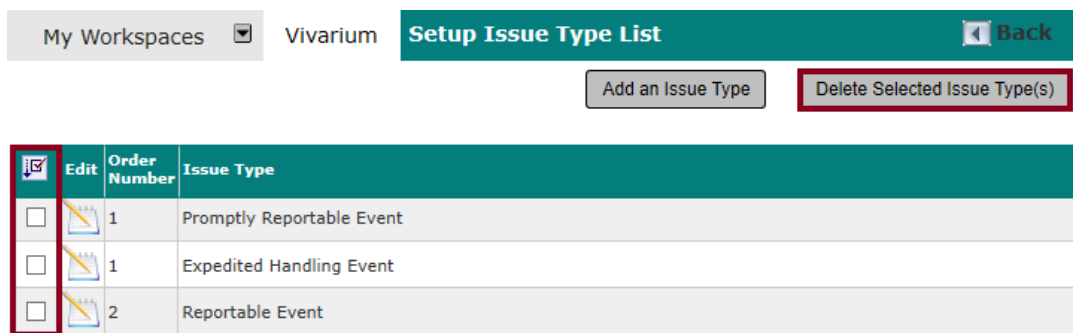 My Workspaces Vivarium Setup Issue Type List Back
Add an Issue Type Delete Selected Issue Type(s)
Edit Order Number Issue Type
1 Promptly Reportable Event
1 Expedited Handling Event
2 Reportable Event